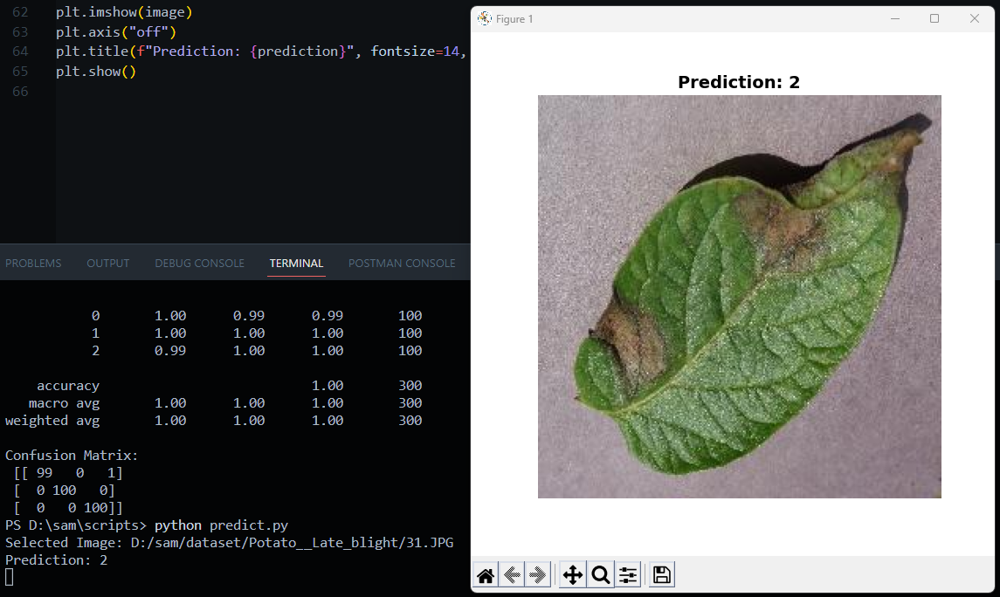 62 plt.imshow(image)
63 plt.axis("off")
64 plt.title(f"Prediction: {prediction}", fontsize=14,
65 plt.show()
66
PROBLEMS OUTPUT DEBUG CONSOLE TERMINAL POSTMAN CONSOLE
0 1.00 0.99 0.99 100
1 1.00 1.00 1.00 100
2 0.99 1.00 1.00 100
accuracy 1.00 300
macro avg 1.00 1.00 1.00 300
weighted avg 1.00 1.00 1.00 300
Confusion Matrix:
[[ 99 0 1]
[ 0 100 0]
[ 0 0 100]]
PS D:\sam\scripts> python predict.py
Selected Image: D:/sam/dataset/Potato__Late_blight/31.JPG
Prediction: 2
Figure 1
Prediction: 2